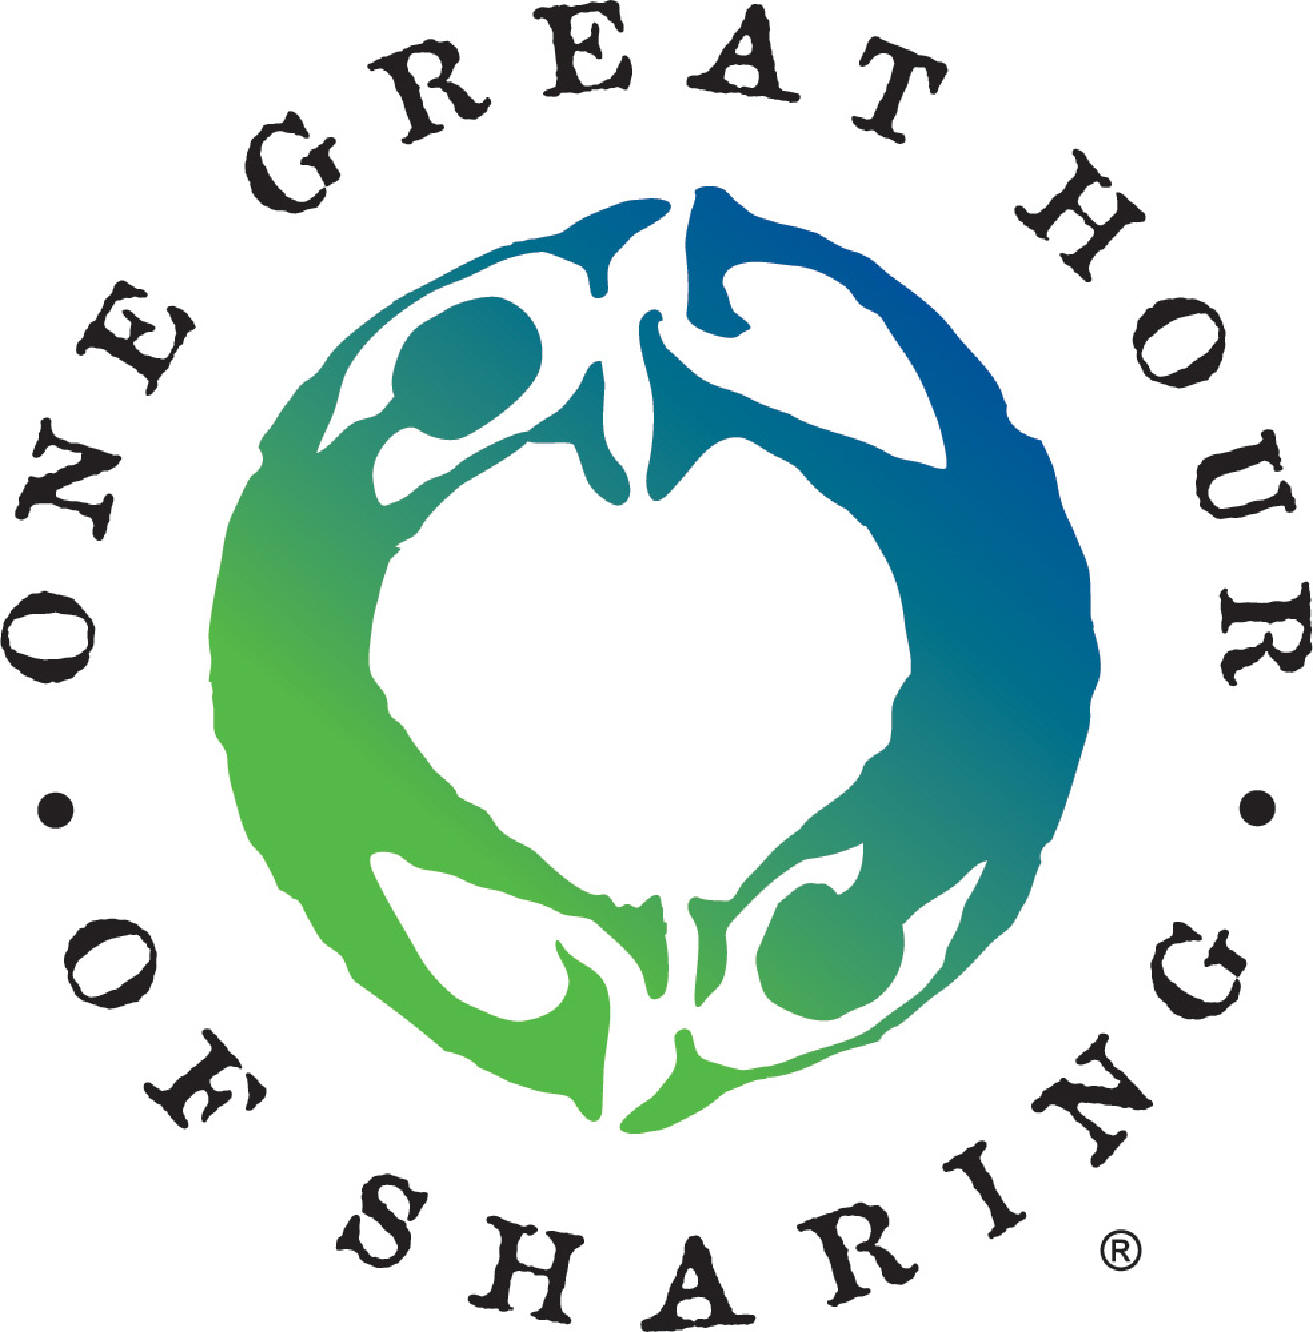 ONE GREAT HOUR
• OF SHARING •
®